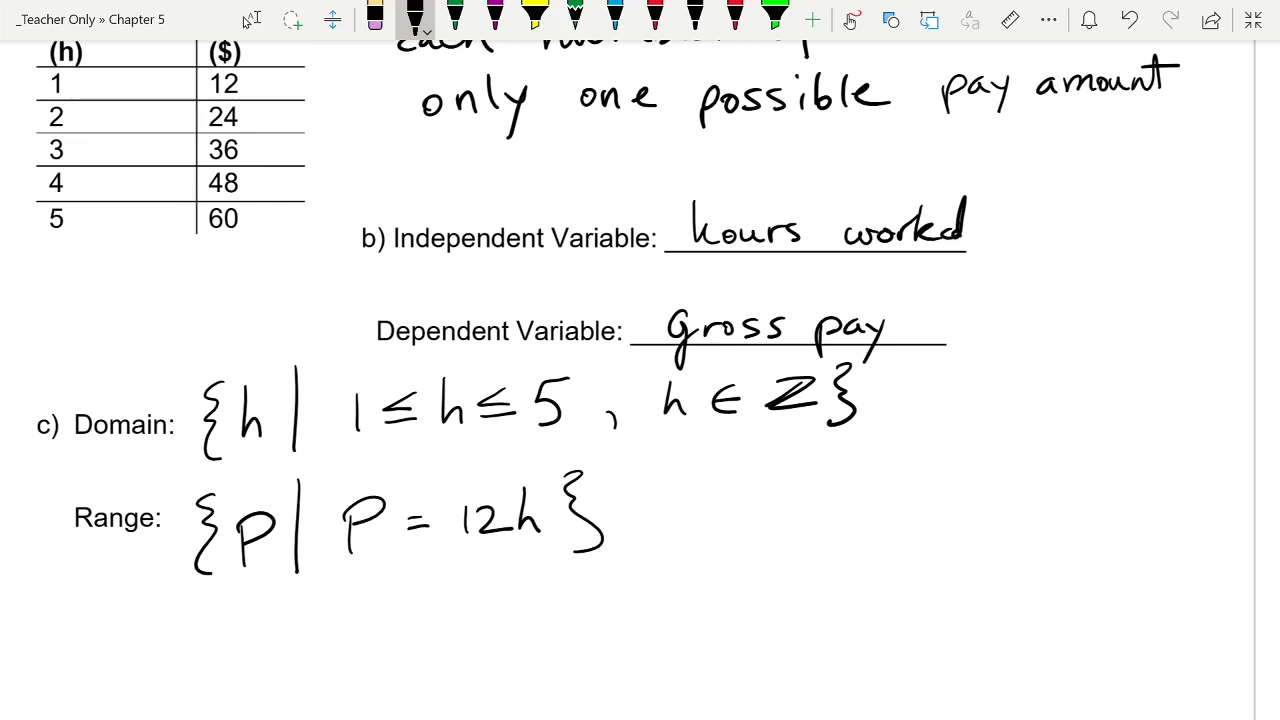 _Teacher Only » Chapter 5
(h) ($)
1 12
2 24
3 36
4 48
5 60
each
only one possible pay amount
b) Independent Variable: hours worked
Dependent Variable: gross pay
c) Domain: {h | 1 ≤ h ≤ 5 , h ∈ ℤ}
Range: {P | P = 12h}